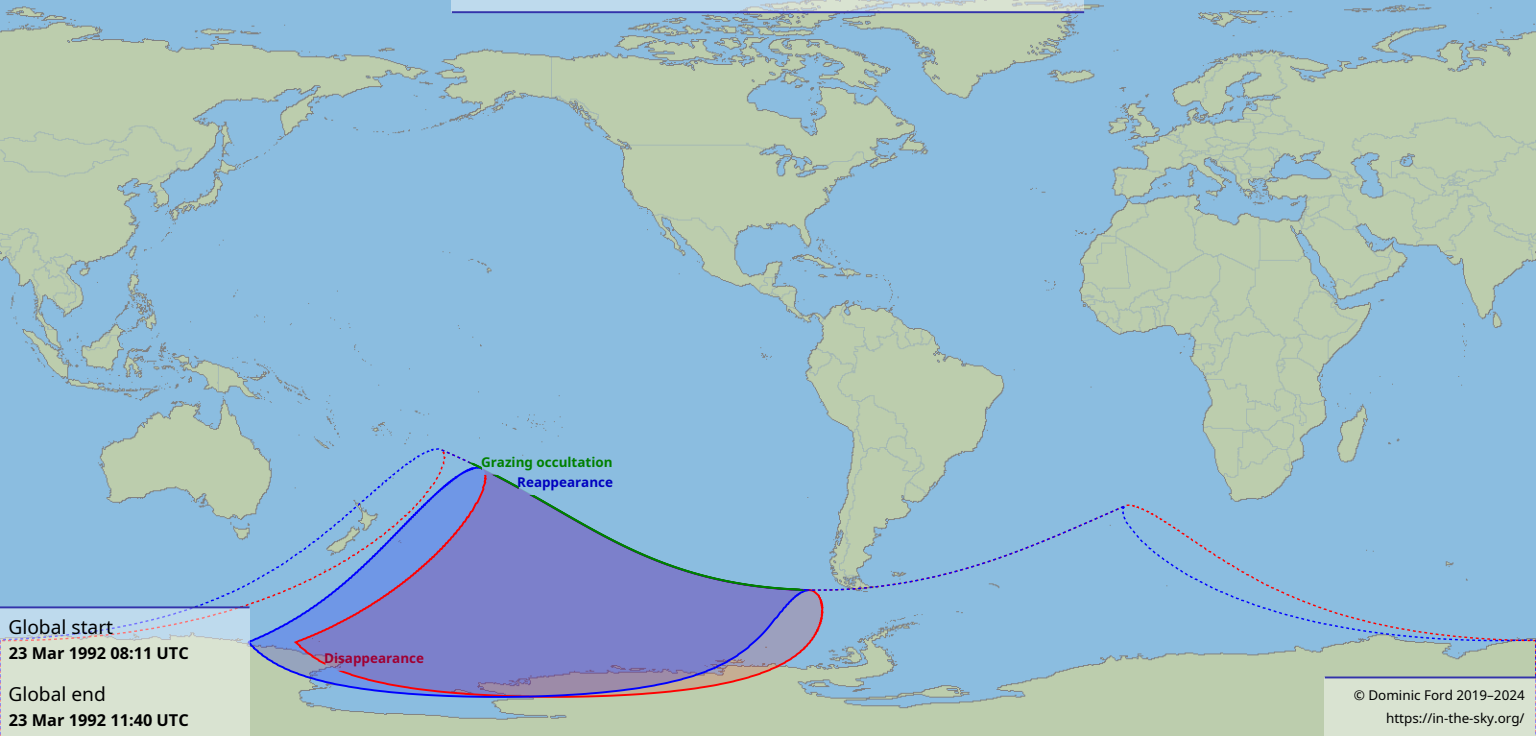 Grazing occultation
Reappearance
Disappearance
Global start
23 Mar 1992 08:11 UTC
Global end
23 Mar 1992 11:40 UTC
© Dominic Ford 2019–2024
https://in-the-sky.org/